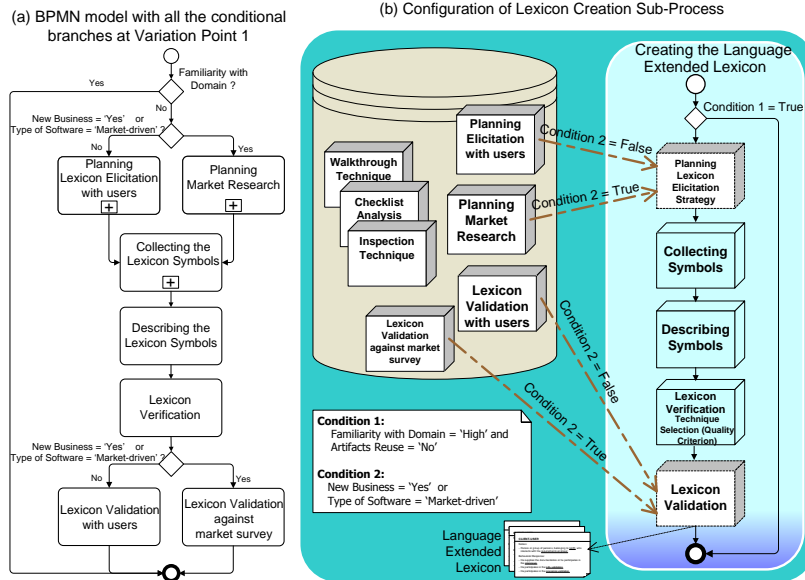 (a) BPMN model with all the conditional
branches at Variation Point 1
Familiarity with
Domain ?
Yes
No
New Business = 'Yes' or
Type of Software = 'Market-driven' ?
No
Yes
Planning
Lexicon Elicitation
with users
Planning
Market Research
Collecting the
Lexicon Symbols
Describing the
Lexicon Symbols
Lexicon
Verification
New Business = 'Yes' or
Type of Software = 'Market-driven' ?
No
Yes
Lexicon Validation
with users
Lexicon Validation
against
market survey
(b) Configuration of Lexicon Creation Sub-Process
Walkthrough
Technique
Checklist
Analysis
Inspection
Technique
Planning
Elicitation
with users
Planning
Market
Research
Lexicon
Validation
with users
Lexicon
Validation
against market
survey
Condition 2 = False
Condition 2 = True
Condition 2 = False
Condition 2 = True
Condition 1:
Familiarity with Domain = 'High' and
Artifacts Reuse = 'No'
Condition 2:
New Business = 'Yes' or
Type of Software = 'Market-driven'
Creating the Language
Extended Lexicon
Condition 1 = True
Planning
Lexicon
Elicitation
Strategy
Collecting
Symbols
Describing
Symbols
Lexicon
Verification
Technique
Selection (Quality
Criterion)
Lexicon
Validation
Language
Extended
Lexicon